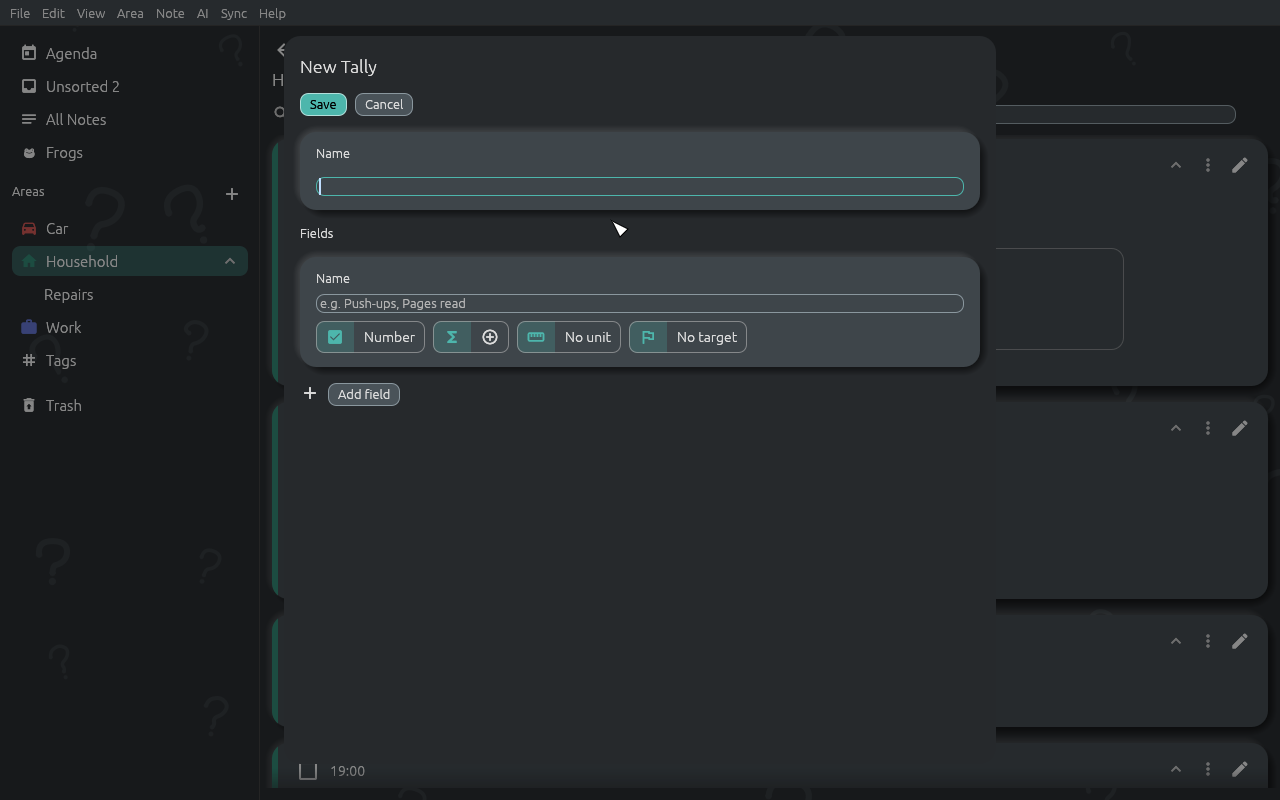 File Edit View Area Note AI Sync Help
Agenda
Unsorted 2
All Notes
Frogs
Areas
Car
Household
Repairs
Work
Tags
Trash
H
New Tally
Save Cancel
Name
Fields
Name
e.g. Push-ups, Pages read
Number No unit No target
Add field
19:00